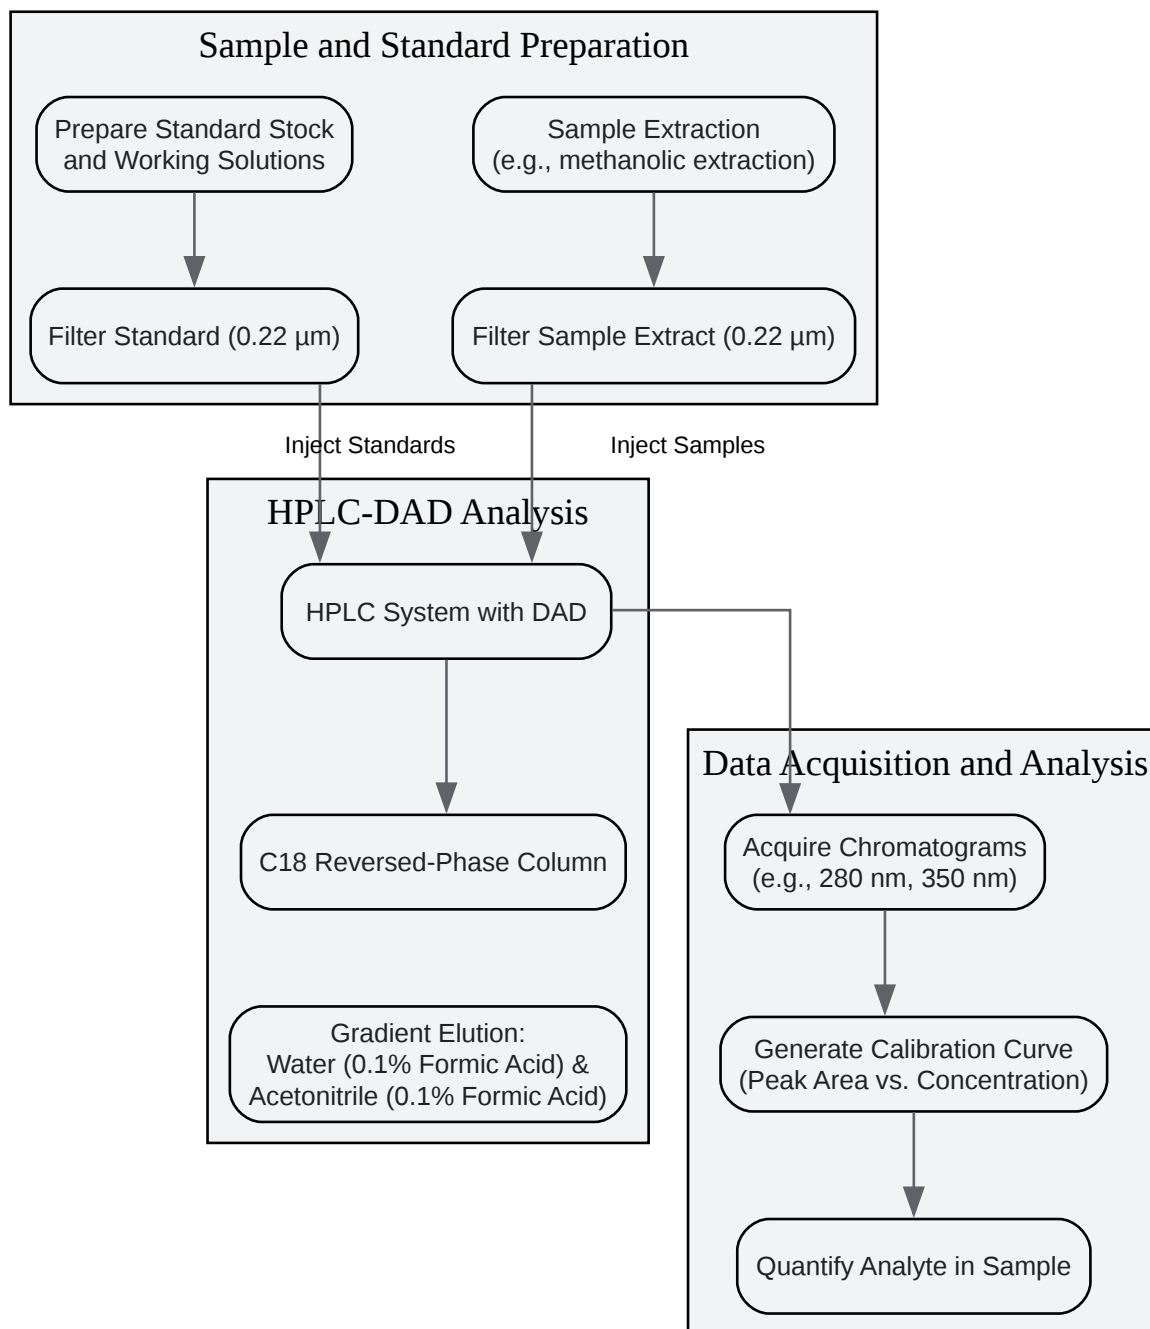 Sample and Standard Preparation
Prepare Standard Stock
and Working Solutions
Sample Extraction
(e.g., methanolic extraction)
Filter Standard (0.22 µm)
Filter Sample Extract (0.22 µm)
Inject Standards
Inject Samples
HPLC-DAD Analysis
HPLC System with DAD
C18 Reversed-Phase Column
Gradient Elution:
Water (0.1% Formic Acid) &
Acetonitrile (0.1% Formic Acid)
Data Acquisition and Analysis
Acquire Chromatograms
(e.g., 280 nm, 350 nm)
Generate Calibration Curve
(Peak Area vs. Concentration)
Quantify Analyte in Sample